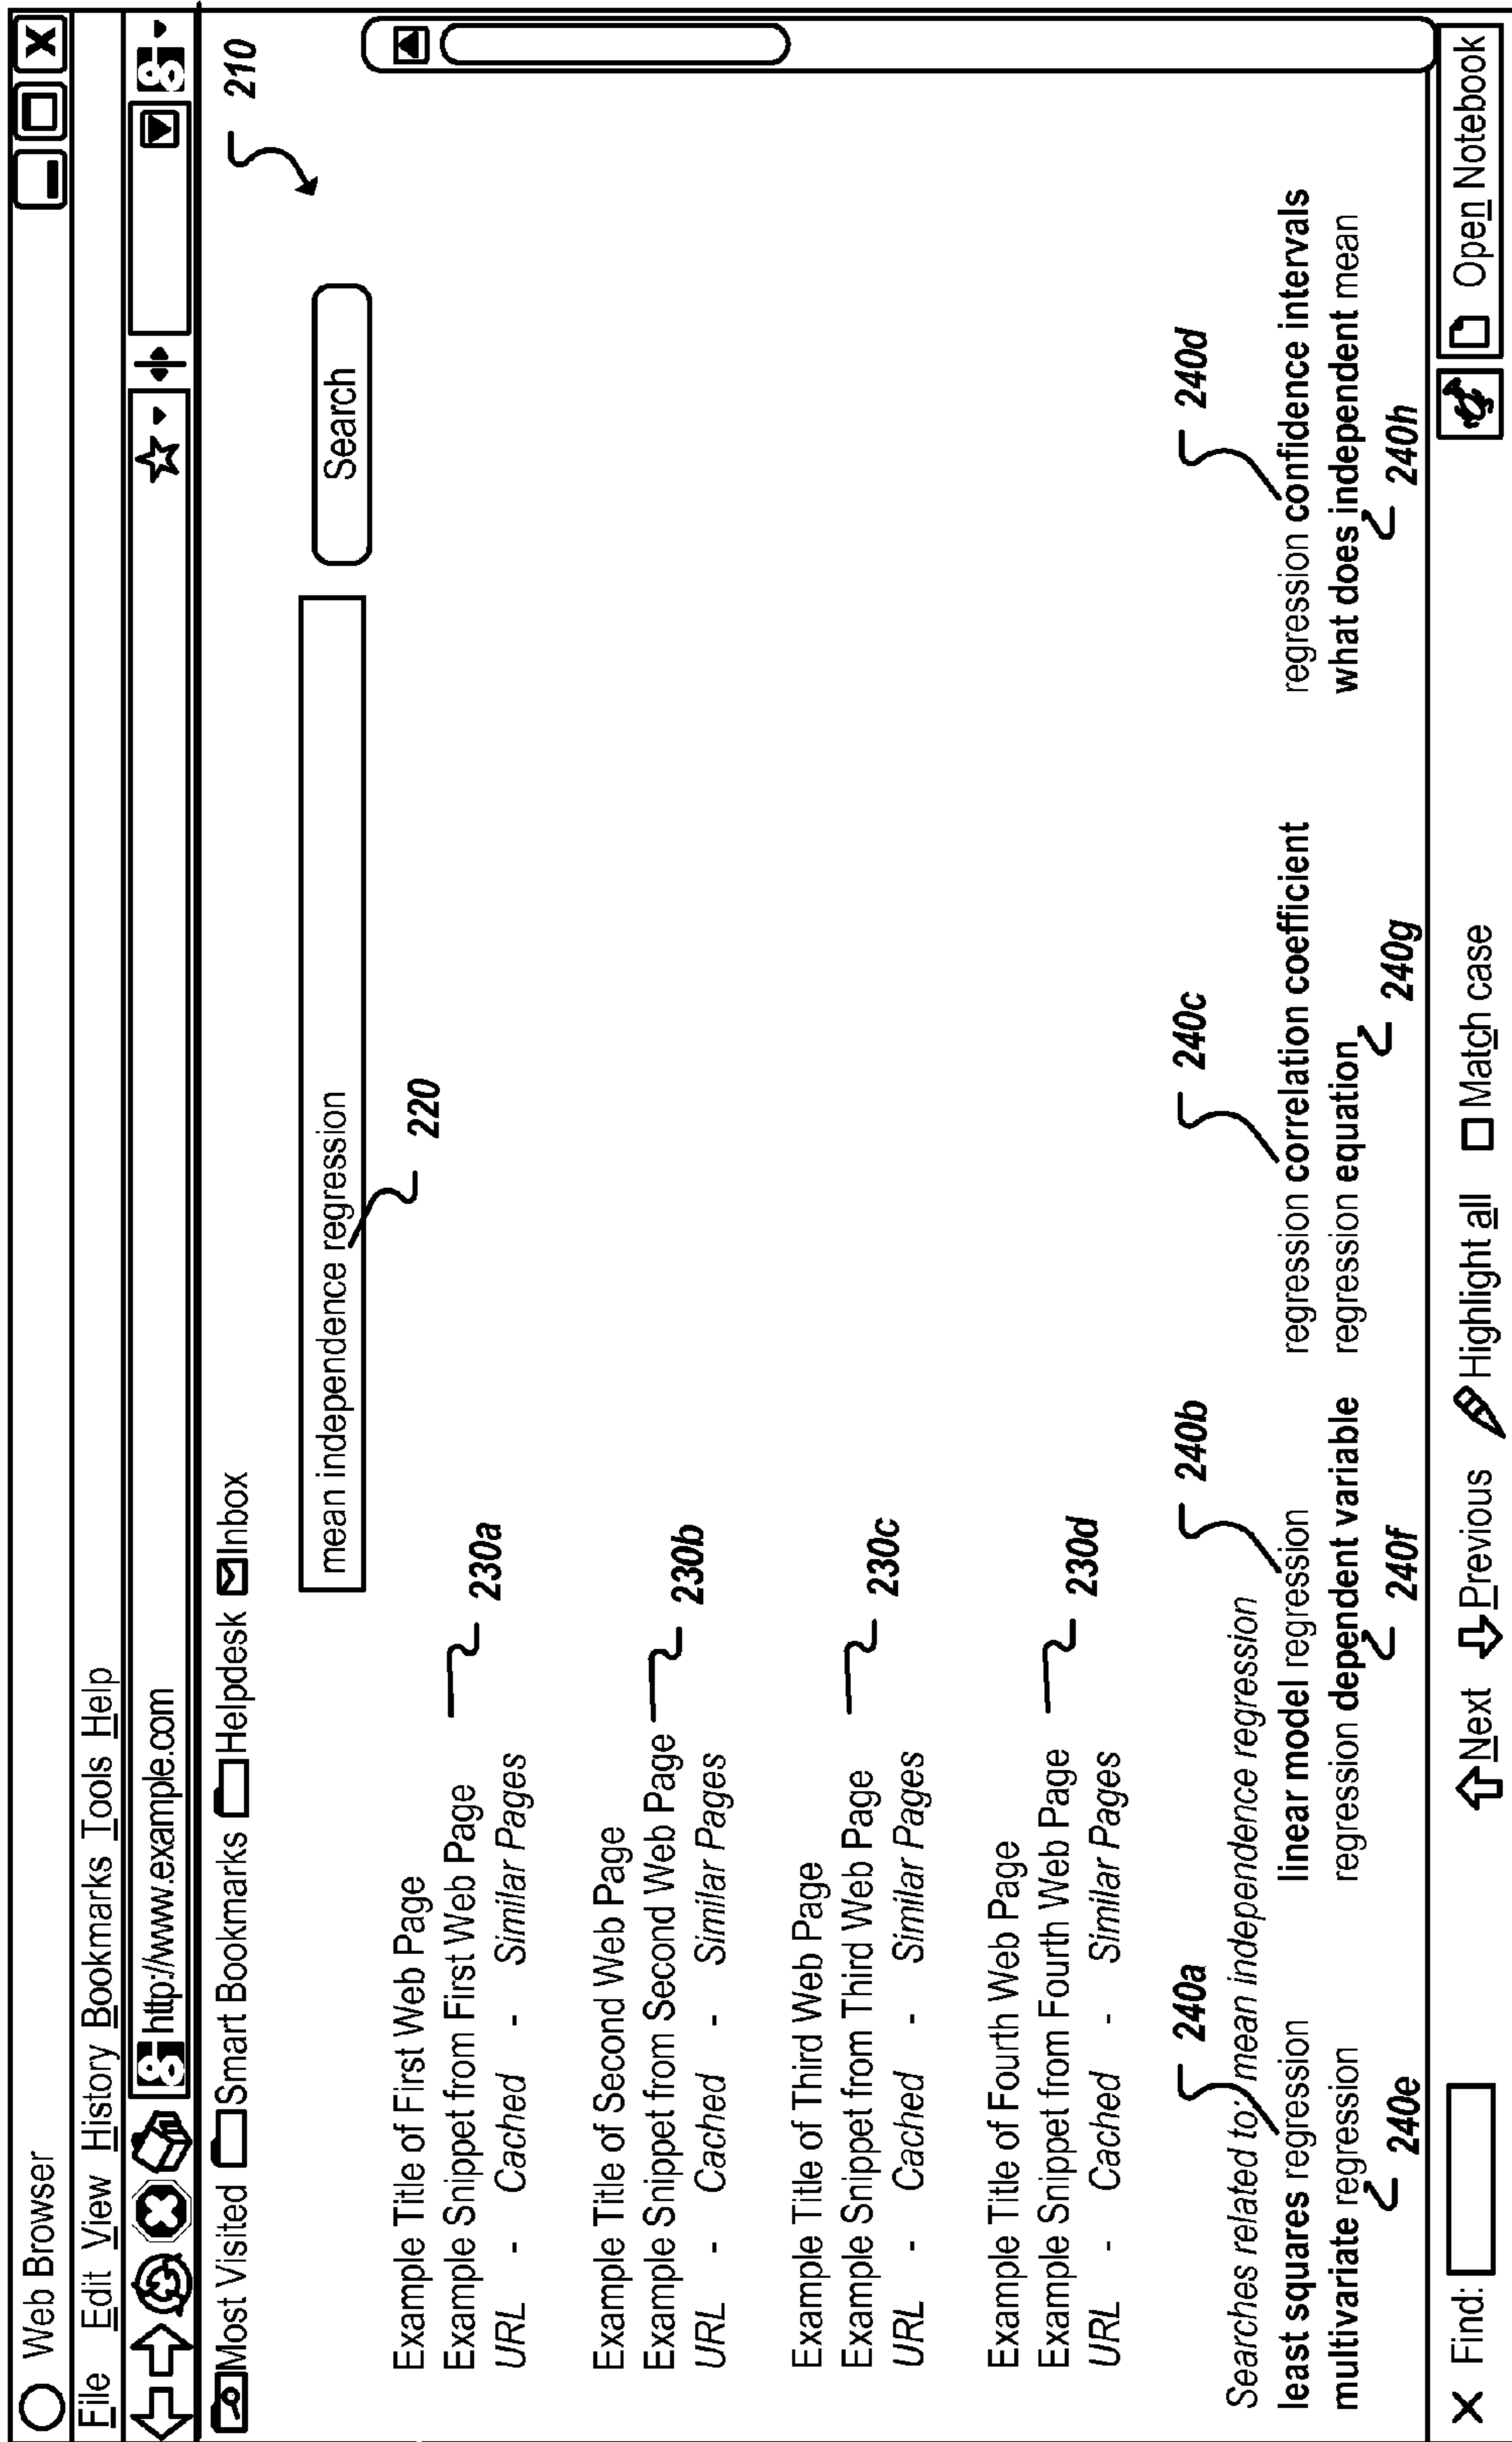 Web Browser
File Edit View History Bookmarks Tools Help
http://www.example.com
Most Visited Smart Bookmarks Helpdesk Inbox
210
mean independence regression Search
220
Example Title of First Web Page
Example Snippet from First Web Page
URL - Cached - Similar Pages
230a
Example Title of Second Web Page
Example Snippet from Second Web Page
URL - Cached - Similar Pages
230b
Example Title of Third Web Page
Example Snippet from Third Web Page
URL - Cached - Similar Pages
230c
Example Title of Fourth Web Page
Example Snippet from Fourth Web Page
URL - Cached - Similar Pages
230d
240a 240b 240c 240d
Searches related to: mean independence regression
least squares regression linear model regression regression correlation coefficient regression confidence intervals
multivariate regression regression dependent variable regression equation what does independent mean
240e 240f 240g 240h
X Find: Next Previous Highlight all Match case Open Notebook